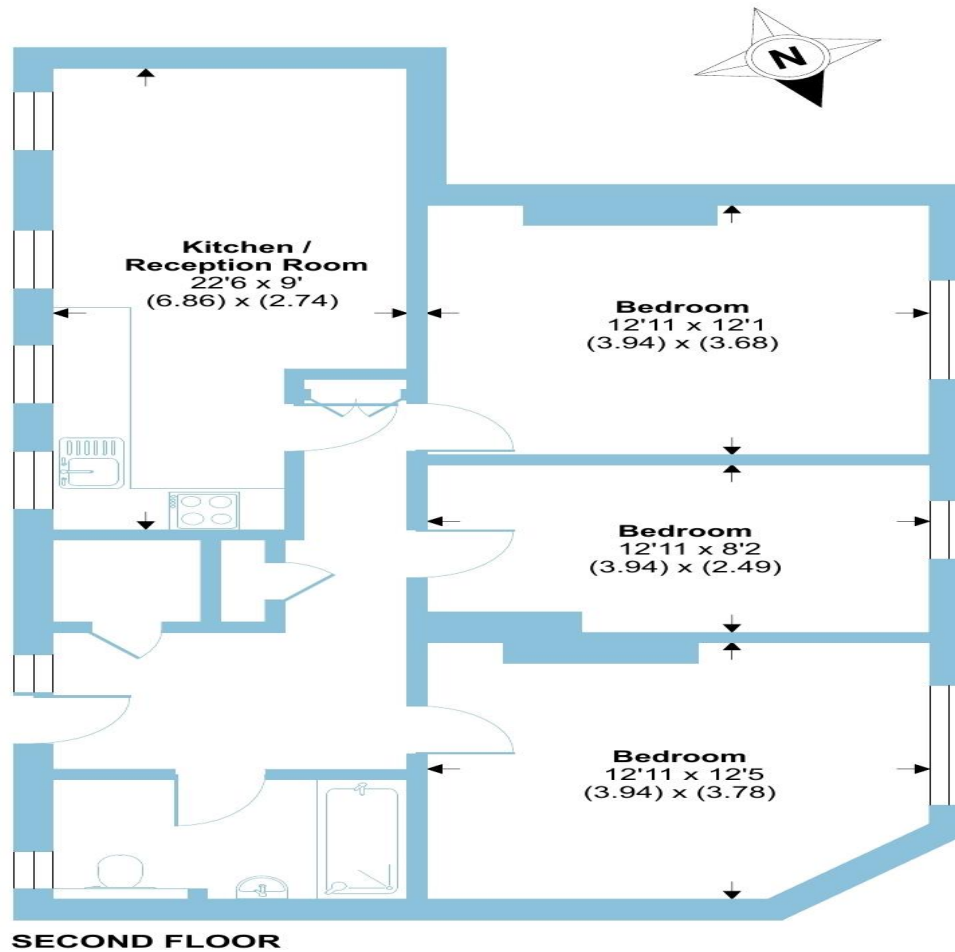 N
Kitchen /
Reception Room
22'6 x 9'
(6.86) x (2.74)
Bedroom
12'11 x 12'1
(3.94) x (3.68)
Bedroom
12'11 x 8'2
(3.94) x (2.49)
Bedroom
12'11 x 12'5
(3.94) x (3.78)
SECOND FLOOR